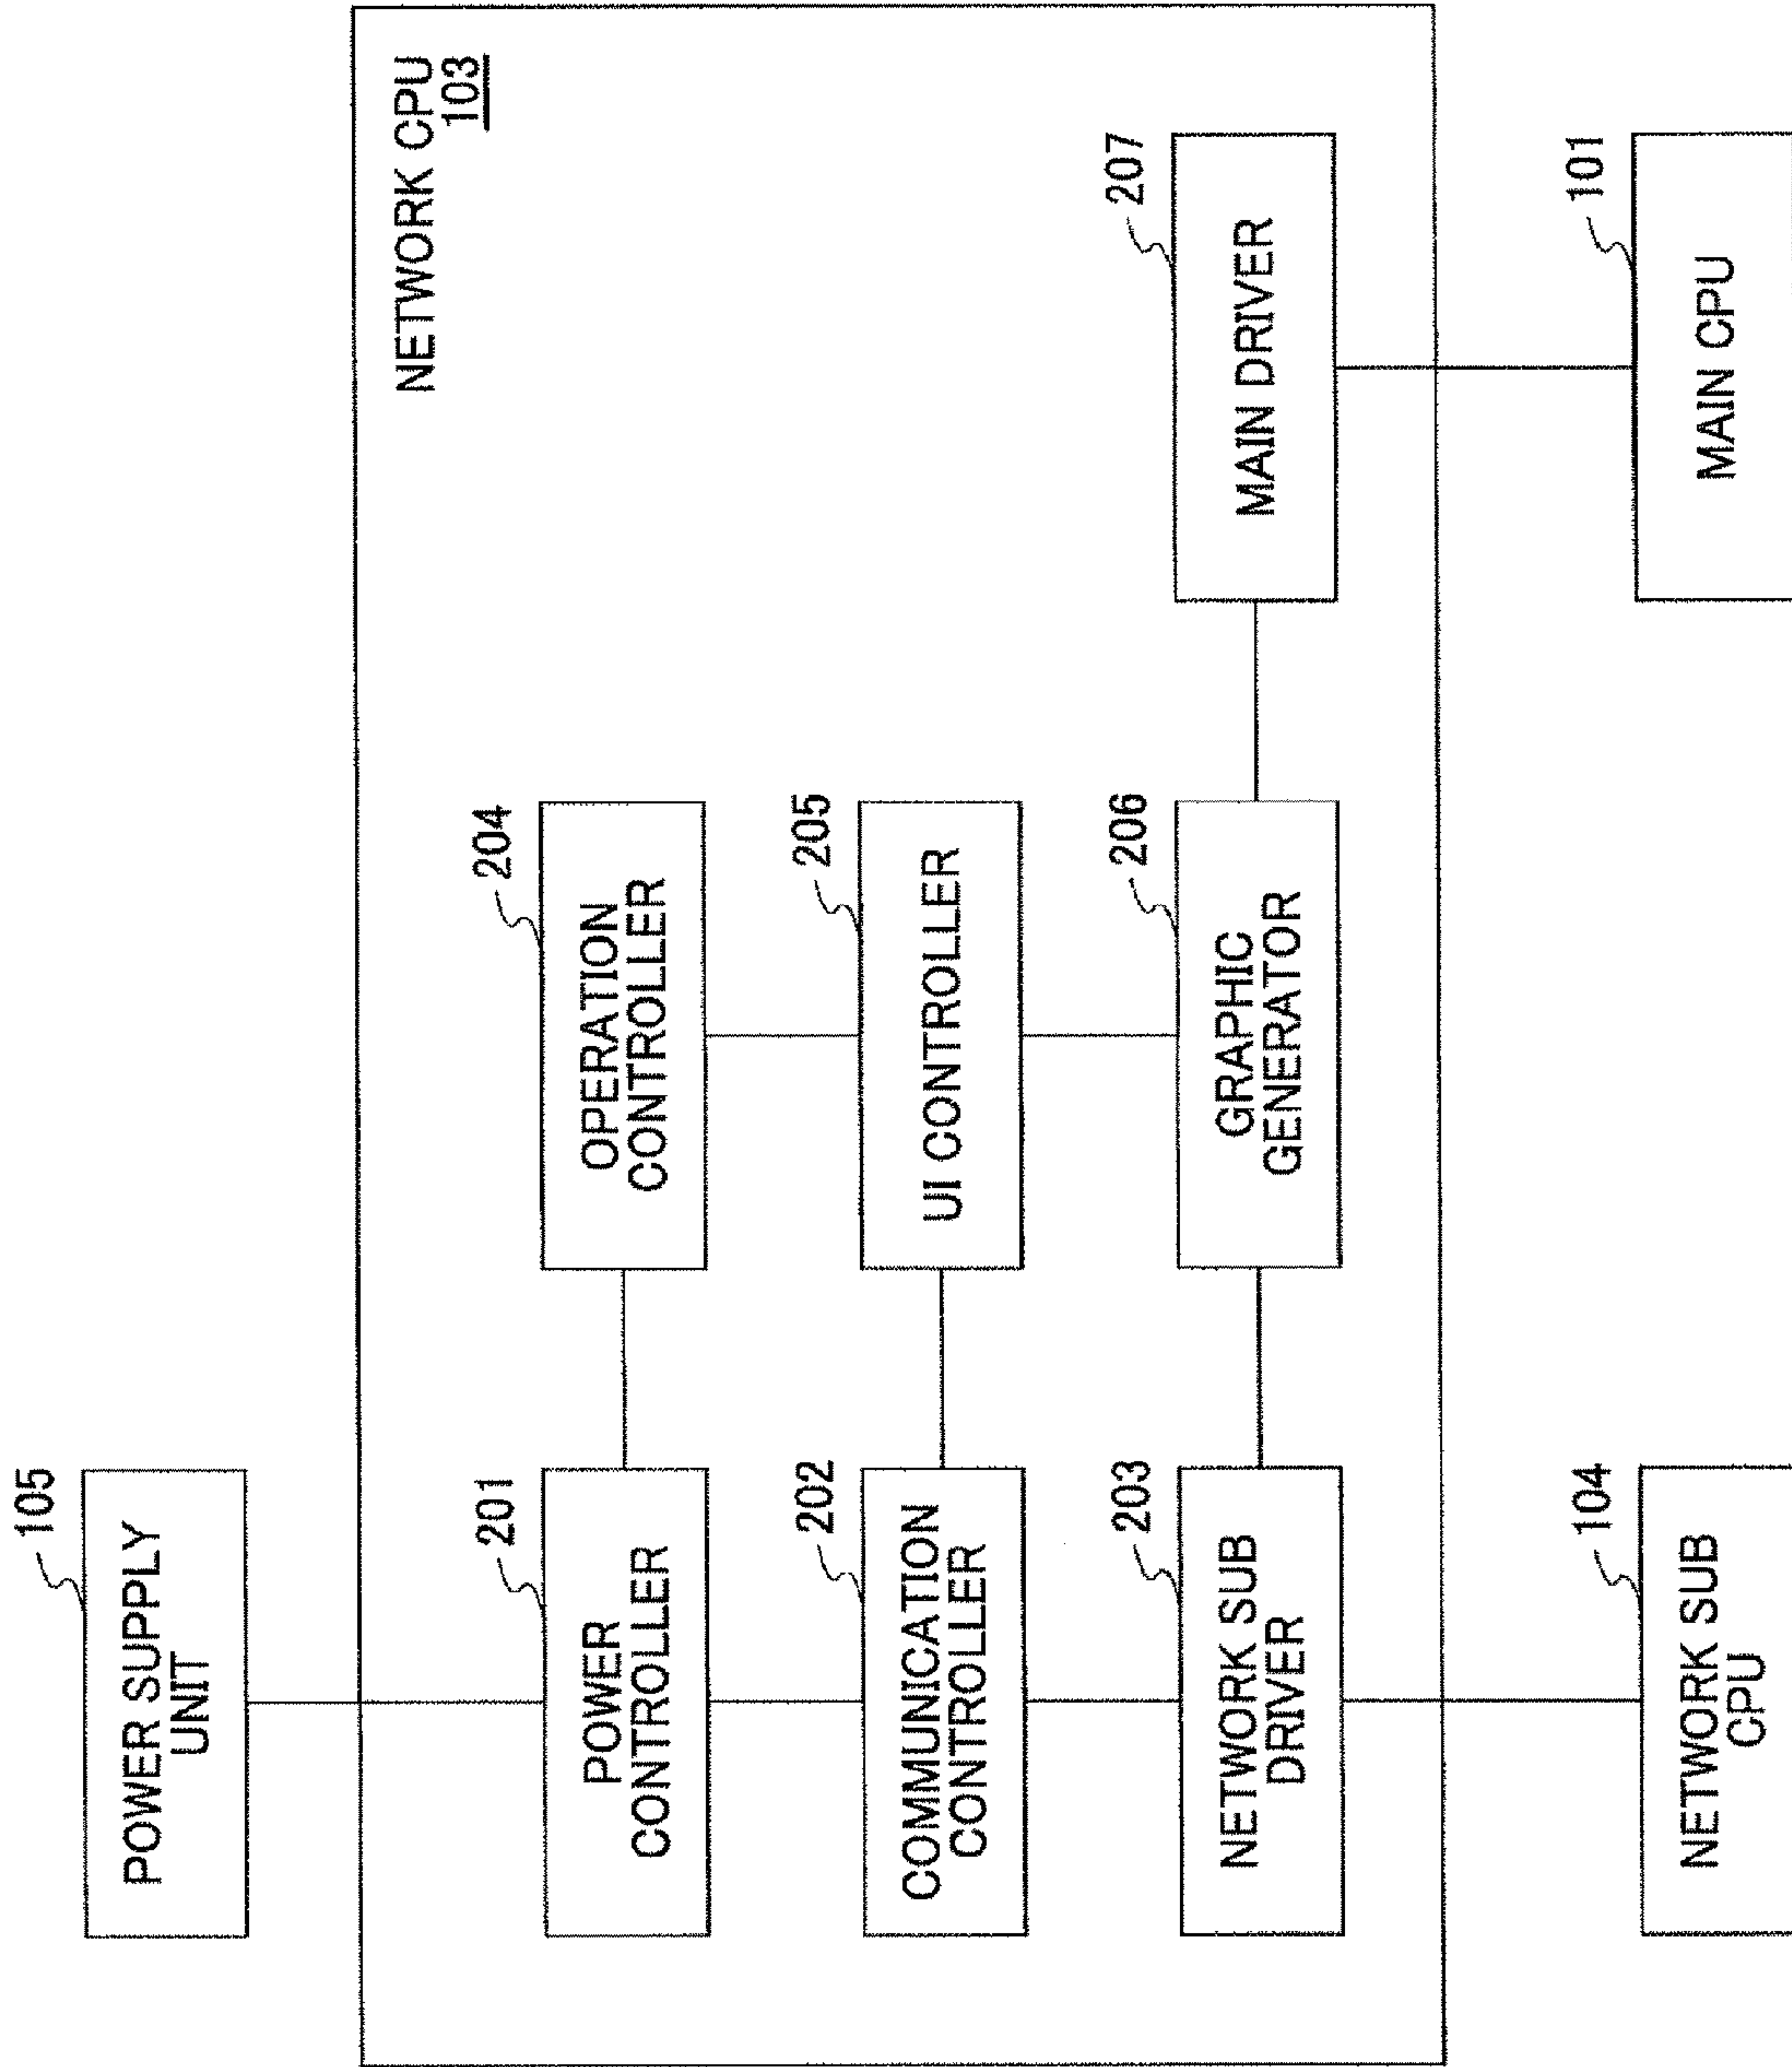 NETWORK CPU
103
105
POWER SUPPLY
UNIT
201
POWER
CONTROLLER
204
OPERATION
CONTROLLER
202
COMMUNICATION
CONTROLLER
205
UI CONTROLLER
203
NETWORK SUB
DRIVER
206
GRAPHIC
GENERATOR
207
MAIN DRIVER
104
NETWORK SUB
CPU
101
MAIN CPU